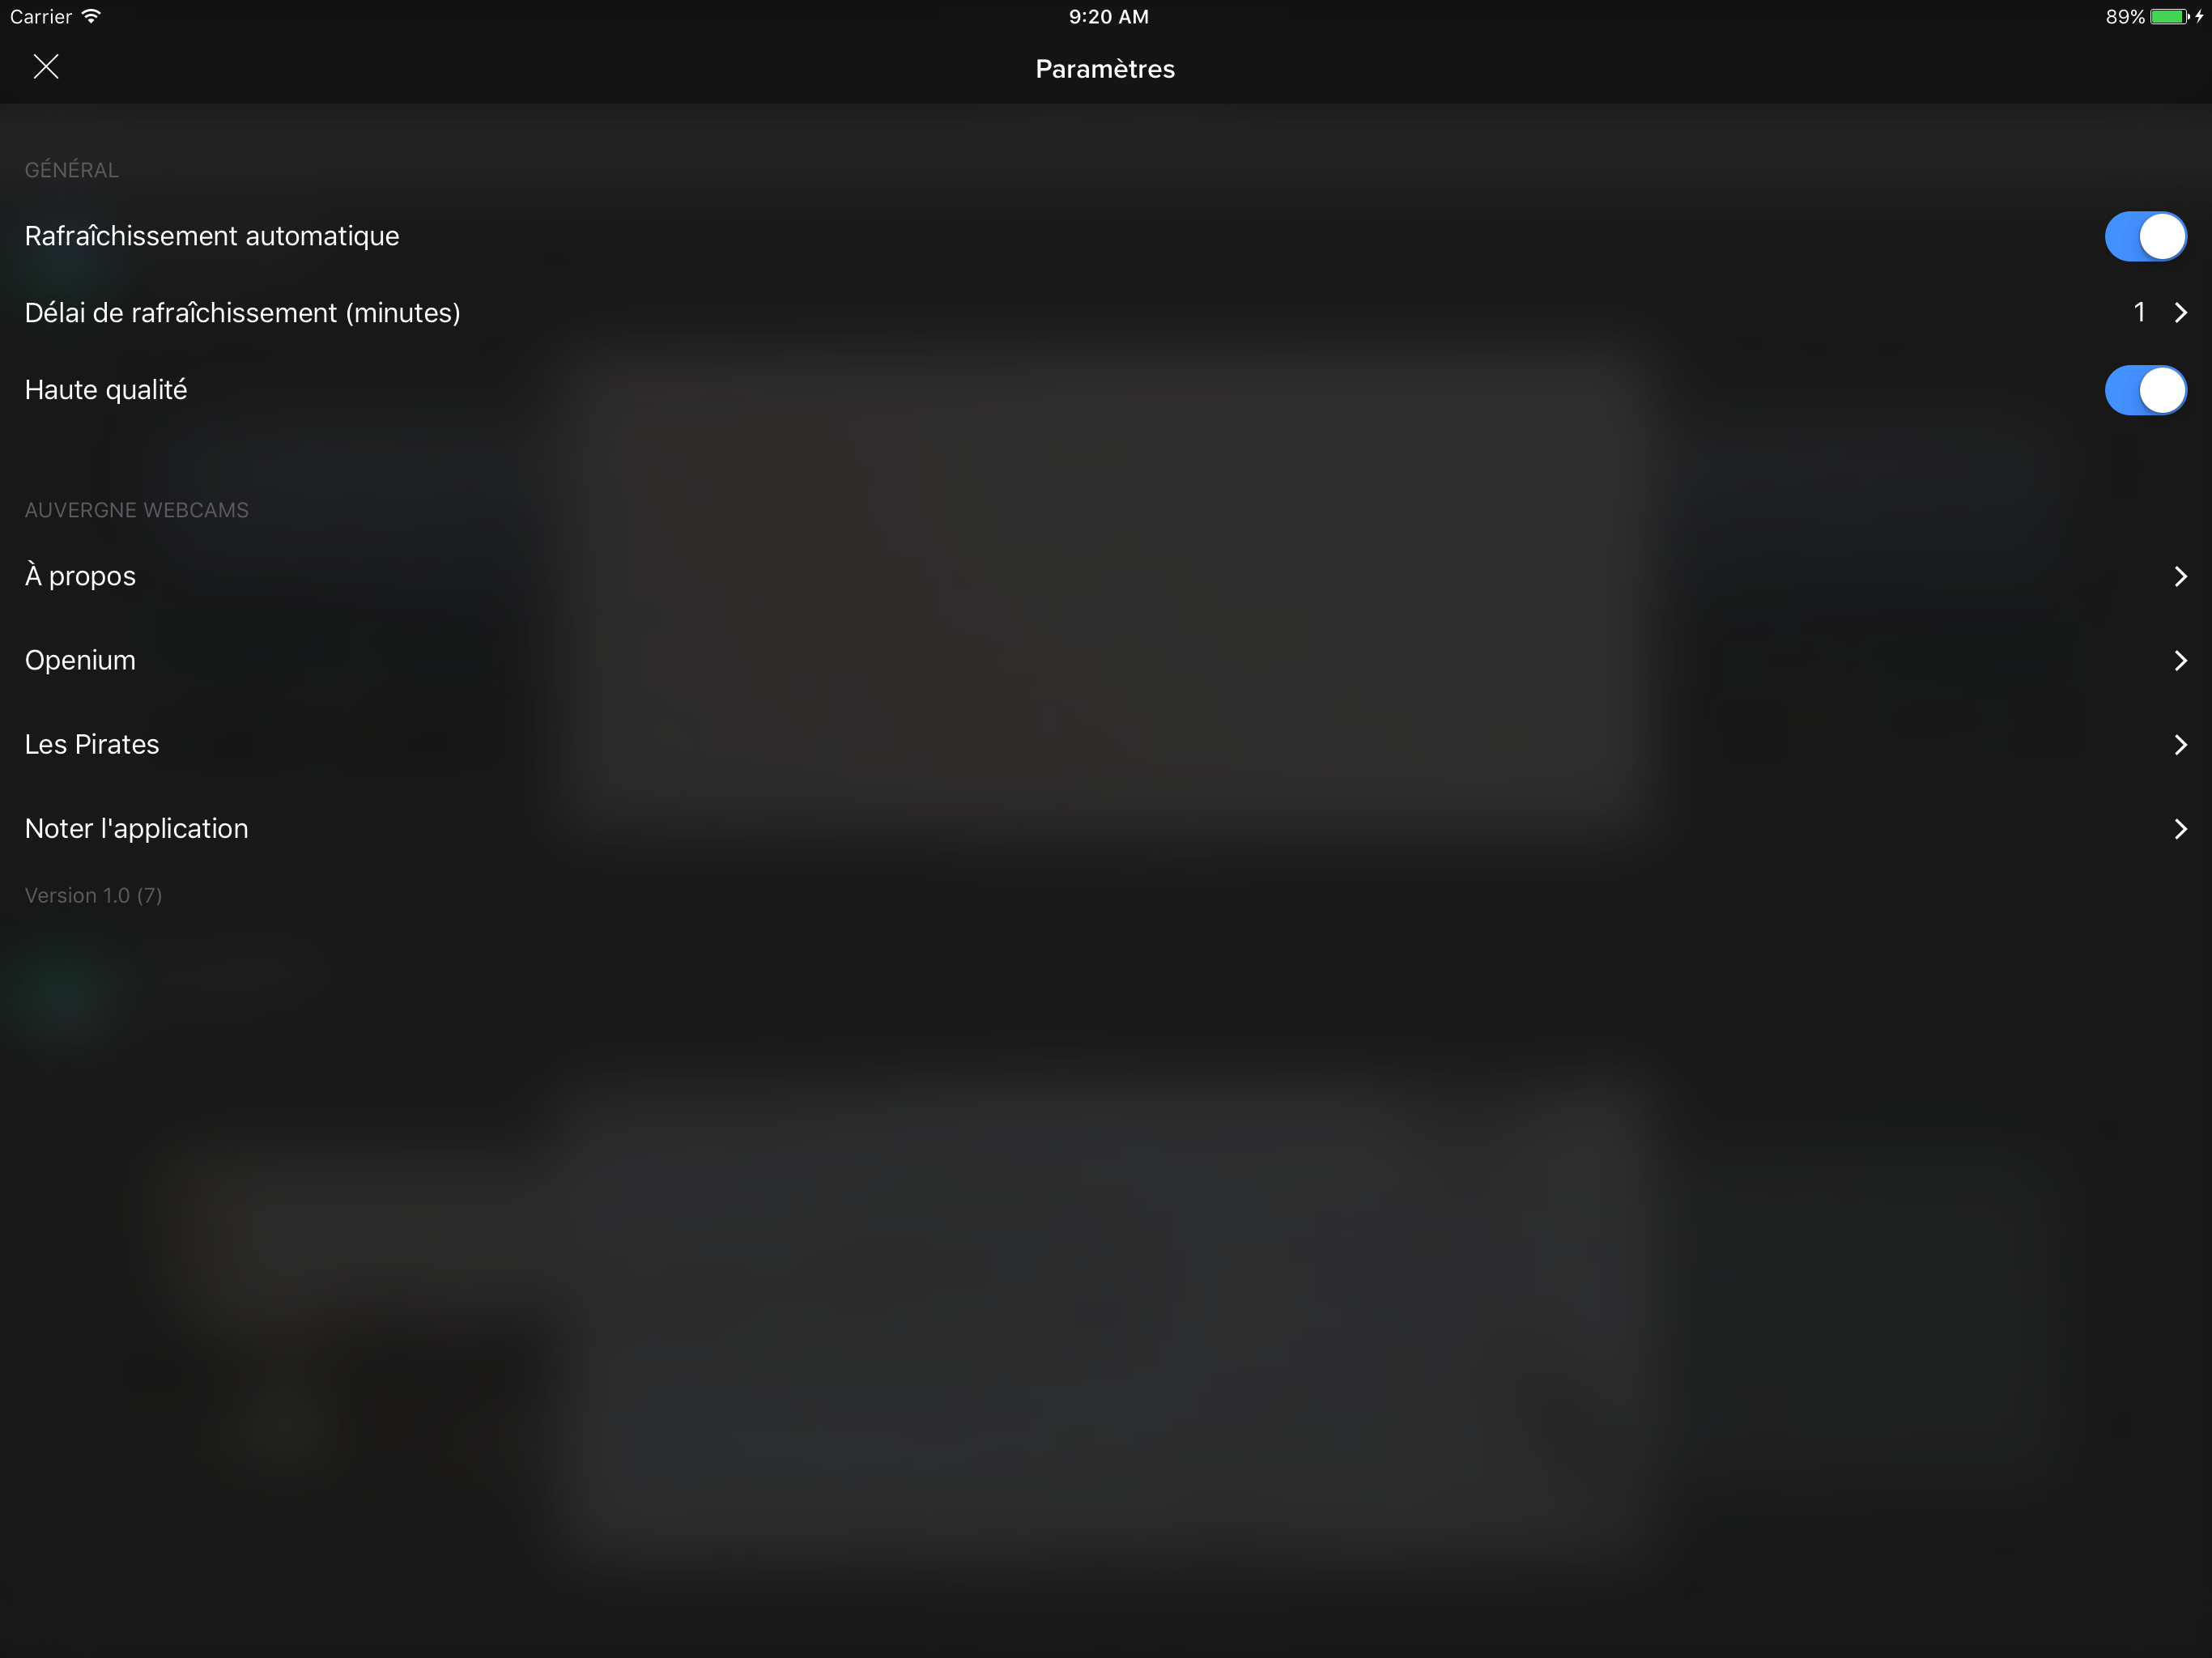 Carrier 9:20 AM 89%
Paramètres
GÉNÉRAL
Rafraîchissement automatique
Délai de rafraîchissement (minutes) 1
Haute qualité
AUVERGNE WEBCAMS
À propos
Openium
Les Pirates
Noter l'application
Version 1.0 (7)